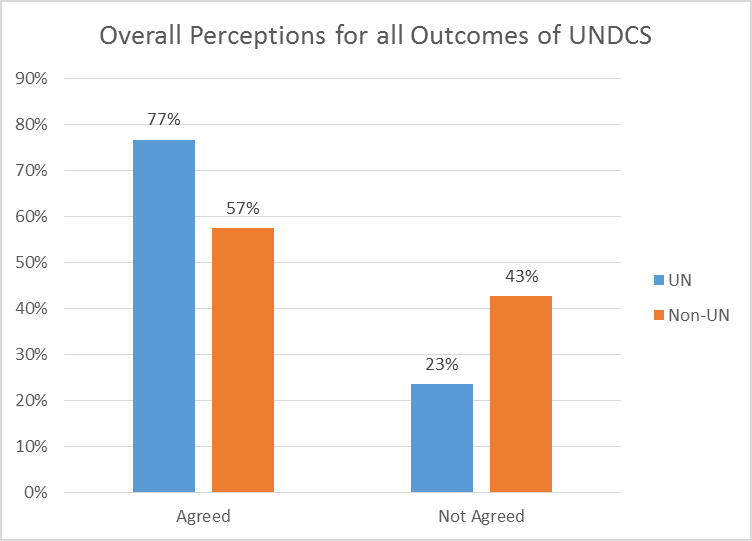 Overall Perceptions for all Outcomes of UNDCS
90%
80%
70%
60%
50%
40%
30%
20%
10%
0%
77%
57%
23%
43%
Agreed
Not Agreed
UN
Non-UN